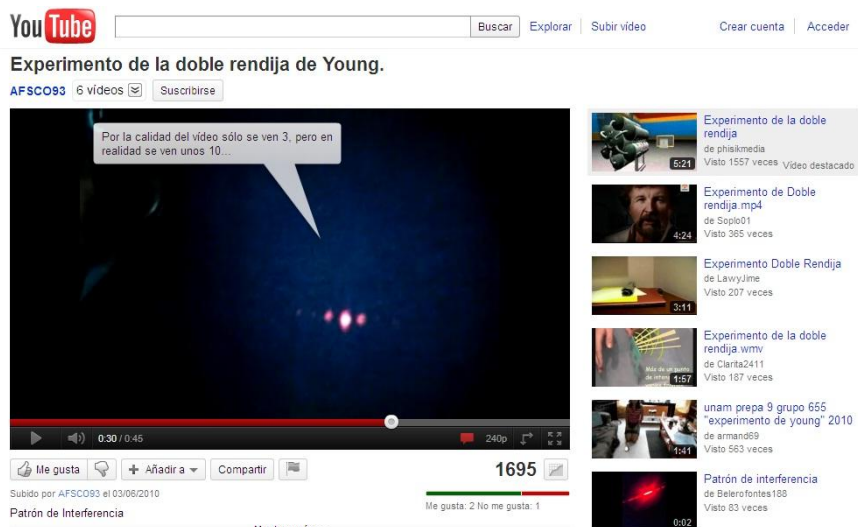 YouTube
Buscar
Explorar
Subir vídeo
Crear cuenta
Acceder
Experimento de la doble rendija de Young.
AFSCO93
6 vídeos
Suscribirse
Por la calidad del vídeo sólo se ven 3, pero en
realidad se ven unos 10...
0:30 / 0:45
240p
Me gusta
Añadir a
Compartir
1695
Subido por AFSCO93 el 03/06/2010
Me gusta: 2 No me gusta: 1
Patrón de Interferencia
Experimento de la doble
rendija
de phisikmedia
Visto 1557 veces
Vídeo destacado
5:21
Experimento de Doble
rendija.mp4
de Soplo01
Visto 365 veces
4:24
Experimento Doble Rendija
de LawyJime
Visto 207 veces
3:11
Experimento de la doble
rendija.wmv
de Clarita2411
Visto 187 veces
Más de un punto
1:57
unam prepa 9 grupo 655
"experimento de young" 2010
de armand69
Visto 563 veces
1:41
Patrón de interferencia
de Belerofontes188
Visto 83 veces
0:02